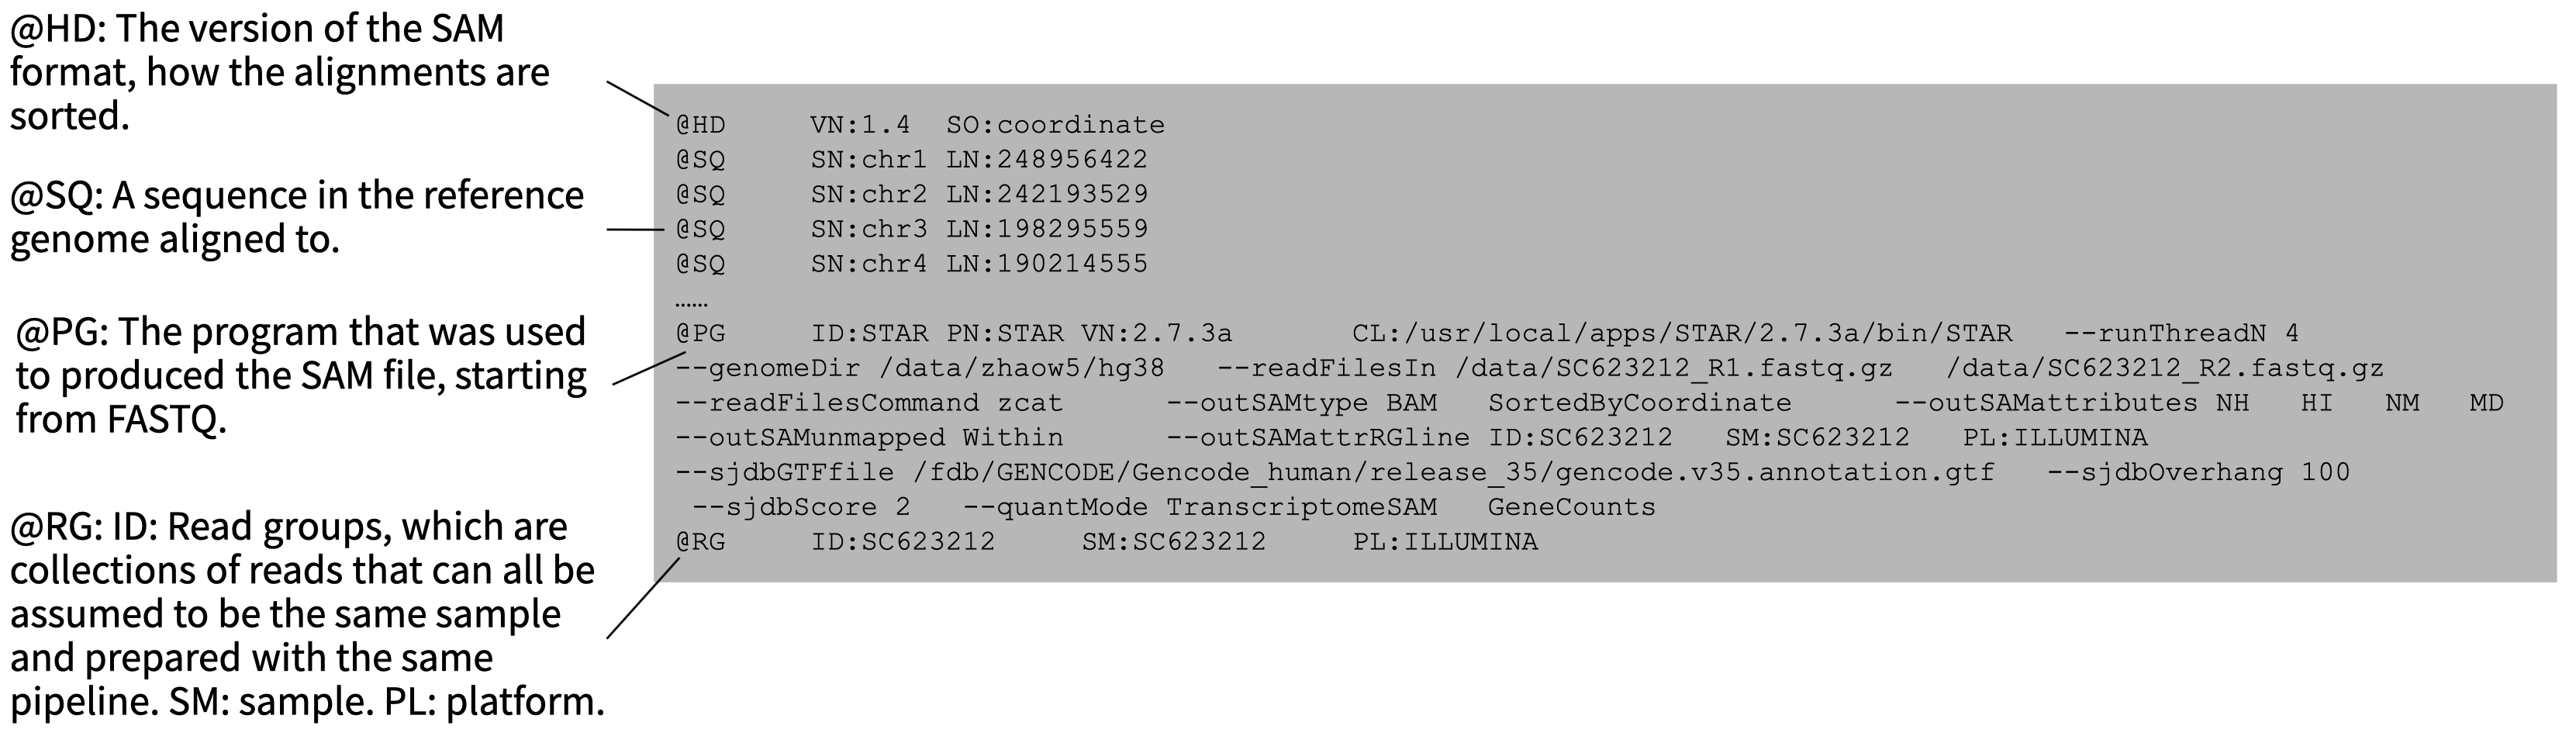 @HD: The version of the SAM
format, how the alignments are
sorted.
@SQ: A sequence in the reference
genome aligned to.
@PG: The program that was used
to produced the SAM file, starting
from FASTQ.
@RG: ID: Read groups, which are
collections of reads that can all be
assumed to be the same sample
and prepared with the same
pipeline. SM: sample. PL: platform.
@HD VN:1.4 SO:coordinate
@SQ SN:chr1 LN:248956422
@SQ SN:chr2 LN:242193529
@SQ SN:chr3 LN:198295559
@SQ SN:chr4 LN:190214555
......
@PG ID:STAR PN:STAR VN:2.7.3a CL:/usr/local/apps/STAR/2.7.3a/bin/STAR --runThreadN 4
--genomeDir /data/zhaow5/hg38 --readFilesIn /data/SC623212_R1.fastq.gz /data/SC623212_R2.fastq.gz
--readFilesCommand zcat --outSAMtype BAM SortedByCoordinate --outSAMattributes NH HI NM MD
--outSAMunmapped Within --outSAMattrRGline ID:SC623212 SM:SC623212 PL:ILLUMINA
--sjdbGTFfile /fdb/GENCODE/Gencode_human/release_35/gencode.v35.annotation.gtf --sjdbOverhang 100
--sjdbScore 2 --quantMode TranscriptomeSAM GeneCounts
@RG ID:SC623212 SM:SC623212 PL:ILLUMINA